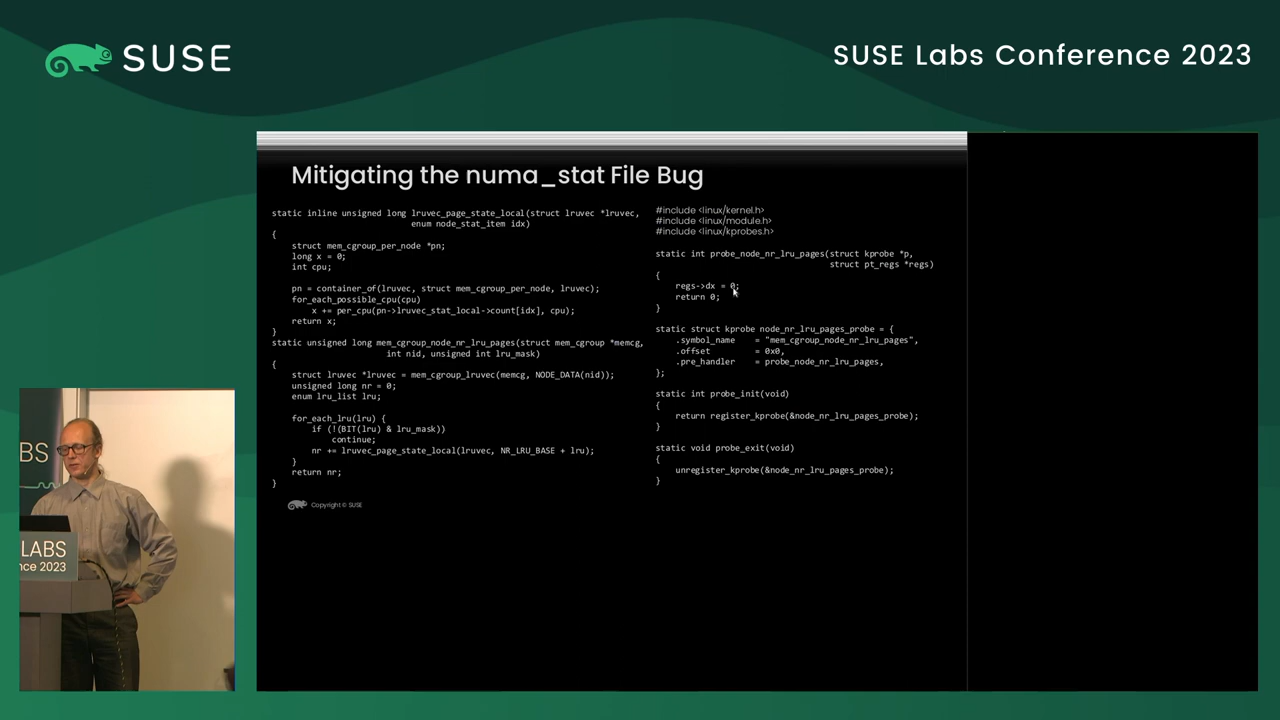 SUSE
SUSE Labs Conference 2023
Mitigating the numa_stat File Bug
static inline unsigned long lruvec_page_state_local(struct lruvec *lruvec,
enum node_stat_item idx)
{
struct mem_cgroup_per_node *pn;
long x = 0;
int cpu;
pn = container_of(lruvec, struct mem_cgroup_per_node, lruvec);
for_each_possible_cpu(cpu)
x += per_cpu(pn->lruvec_stat_local->count[idx], cpu);
return x;
}
static unsigned long mem_cgroup_node_nr_lru_pages(struct mem_cgroup *memcg,
int nid, unsigned int lru_mask)
{
struct lruvec *lruvec = mem_cgroup_lruvec(memcg, NODE_DATA(nid));
unsigned long nr = 0;
enum lru_list lru;
for_each_lru(lru) {
if (!(BIT(lru) & lru_mask))
continue;
nr += lruvec_page_state_local(lruvec, NR_LRU_BASE + lru);
}
return nr;
}
#include <linux/kernel.h>
#include <linux/module.h>
#include <linux/kprobes.h>
static int probe_node_nr_lru_pages(struct kprobe *p,
struct pt_regs *regs)
{
regs->dx = 0;
return 0;
}
static struct kprobe node_nr_lru_pages_probe = {
.symbol_name = "mem_cgroup_node_nr_lru_pages",
.offset = 0x0,
.pre_handler = probe_node_nr_lru_pages,
};
static int probe_init(void)
{
return register_kprobe(&node_nr_lru_pages_probe);
}
static void probe_exit(void)
{
unregister_kprobe(&node_nr_lru_pages_probe);
}
Copyright © SUSE
BS
LABS
nce 2023